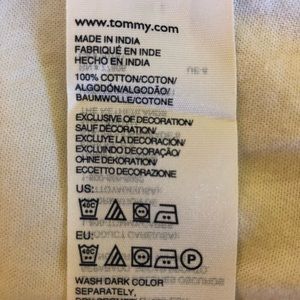 www.tommy.com
MADE IN INDIA
FABRIQUÉ EN INDE
HECHO EN INDIA
100% COTTON/COTON/
ALGODÓN/ALGODÃO/
BAUMWOLLE/COTONE
EXCLUSIVE OF DECORATION/
SAUF DÉCORATION/
EXCLUYE LA DECORACIÓN/
EXCLUINDO DECORAÇÃO/
OHNE DEKORATION/
ECCETTO DECORAZIONE
US:
40C
EU:
40C P
WASH DARK COLOR
SEPARATELY,